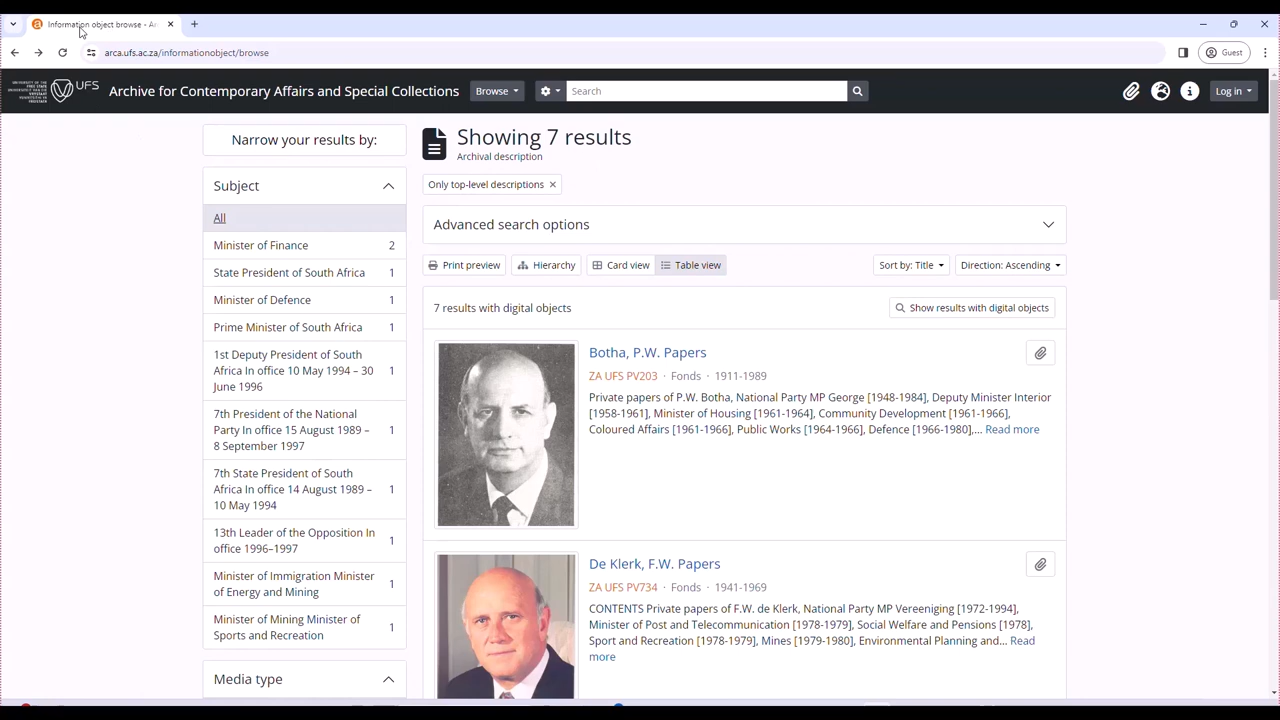 Information object browse - Ar
arca.ufs.ac.za/informationobject/browse
Guest
UFS
Archive for Contemporary Affairs and Special Collections
Browse
Search
Log in
Narrow your results by:
Subject
All
Minister of Finance 2
State President of South Africa 1
Minister of Defence 1
Prime Minister of South Africa 1
1st Deputy President of South
Africa In office 10 May 1994 – 30 1
June 1996
7th President of the National
Party In office 15 August 1989 – 1
8 September 1997
7th State President of South
Africa In office 14 August 1989 – 1
10 May 1994
13th Leader of the Opposition In
office 1996–1997 1
Minister of Immigration Minister
of Energy and Mining 1
Minister of Mining Minister of
Sports and Recreation 1
Media type
Showing 7 results
Archival description
Only top-level descriptions
Advanced search options
Print preview Hierarchy Card view Table view Sort by: Title Direction: Ascending
7 results with digital objects Show results with digital objects
Botha, P.W. Papers
ZA UFS PV203 · Fonds · 1911-1989
Private papers of P.W. Botha, National Party MP George [1948-1984], Deputy Minister Interior
[1958-1961], Minister of Housing [1961-1964], Community Development [1961-1966],
Coloured Affairs [1961-1966], Public Works [1964-1966], Defence [1966-1980],... Read more
De Klerk, F.W. Papers
ZA UFS PV734 · Fonds · 1941-1969
CONTENTS Private papers of F.W. de Klerk, National Party MP Vereeniging [1972-1994],
Minister of Post and Telecommunication [1978-1979], Social Welfare and Pensions [1978],
Sport and Recreation [1978-1979], Mines [1979-1980], Environmental Planning and... Read
more